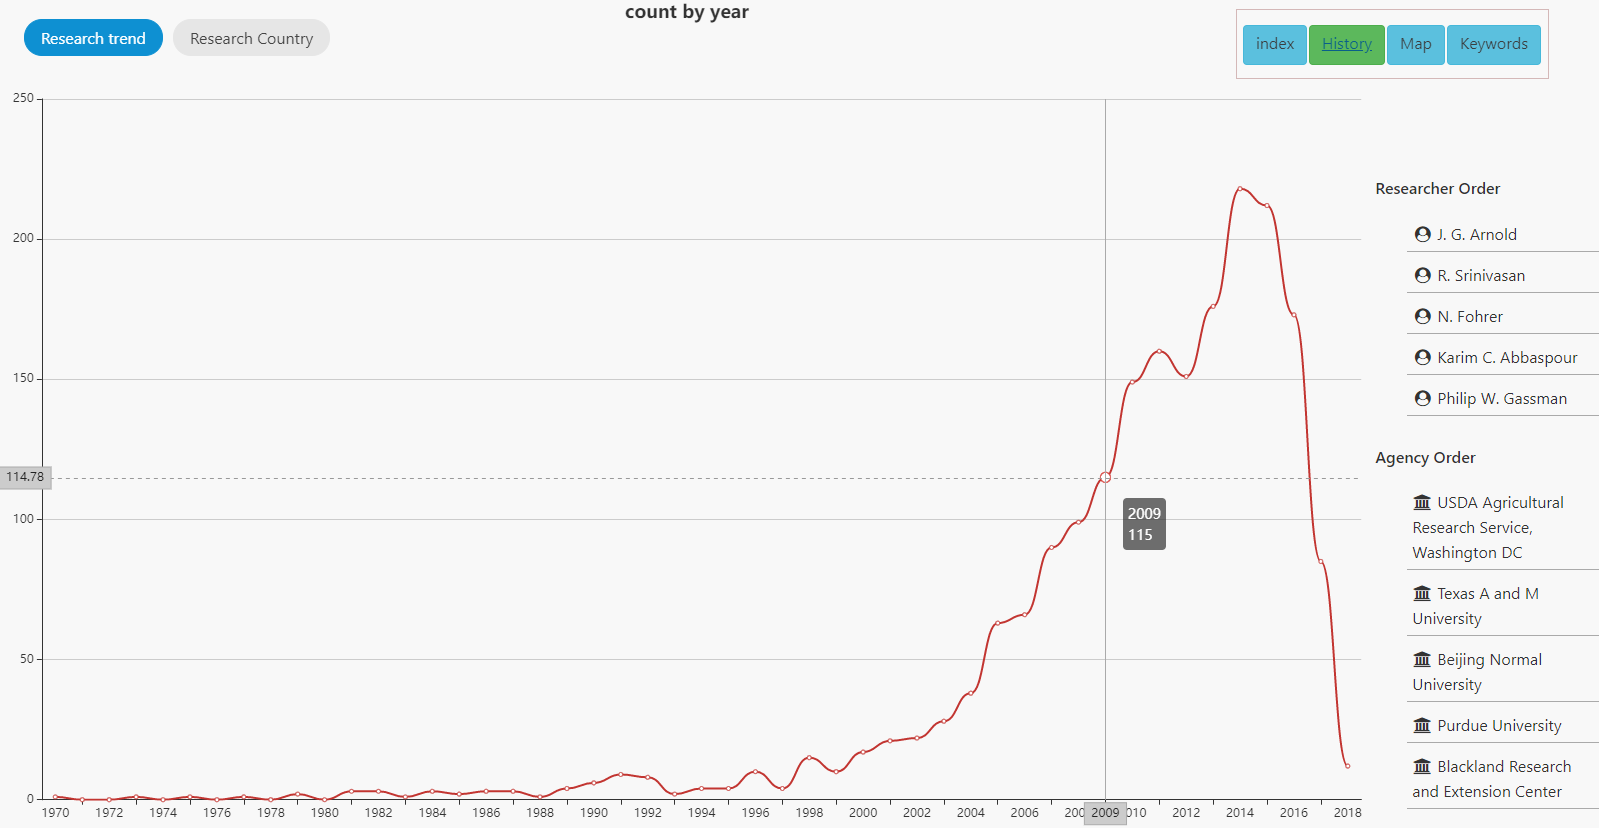 count by year
Research trend
Research Country
index
History
Map
Keywords
250
200
150
114.78
100
50
0
2009
115
1970
1972
1974
1976
1978
1980
1982
1984
1986
1988
1990
1992
1994
1996
1998
2000
2002
2004
2006
200
2009
010
2012
2014
2016
2018
Researcher Order
J. G. Arnold
R. Srinivasan
N. Fohrer
Karim C. Abbaspour
Philip W. Gassman
Agency Order
USDA Agricultural
Research Service,
Washington DC
Texas A and M
University
Beijing Normal
University
Purdue University
Blackland Research
and Extension Center